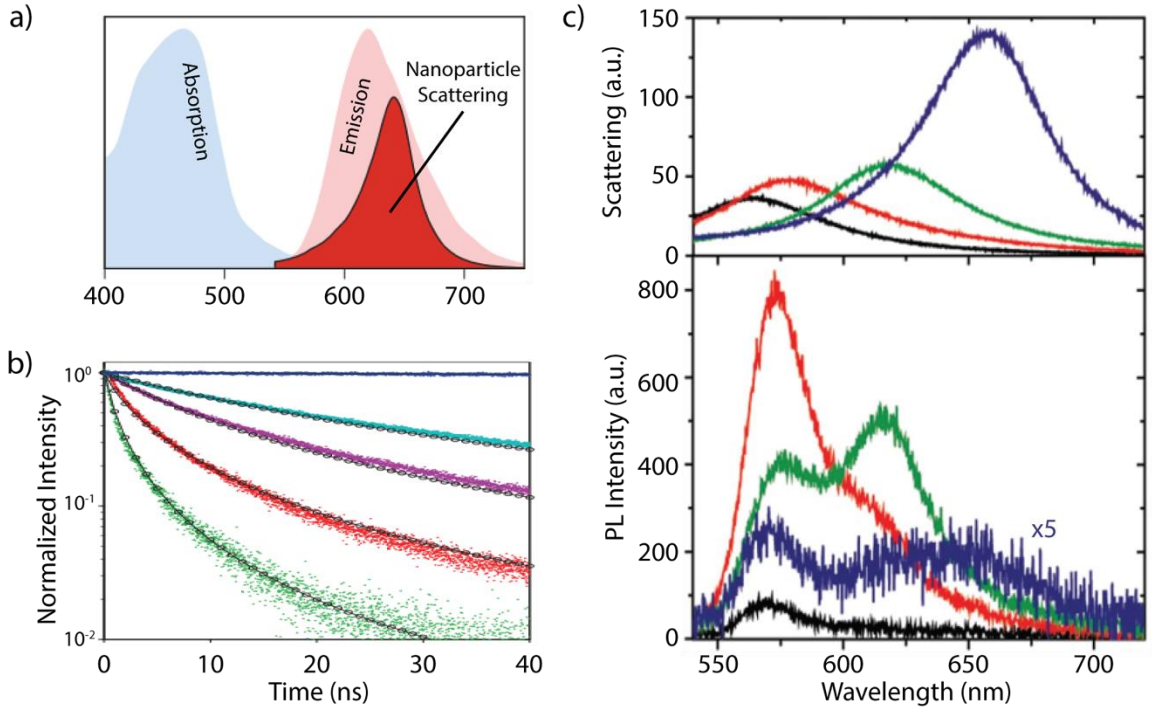 a)
Absorption
Emission
Nanoparticle
Scattering
400 500 600 700
b)
Normalized Intensity
10⁰
10⁻¹
10⁻²
0 10 20 30 40
Time (ns)
c)
Scattering (a.u.)
150
100
50
0
PL Intensity (a.u.)
800
600
400
200
0
x5
550 600 650 700
Wavelength (nm)